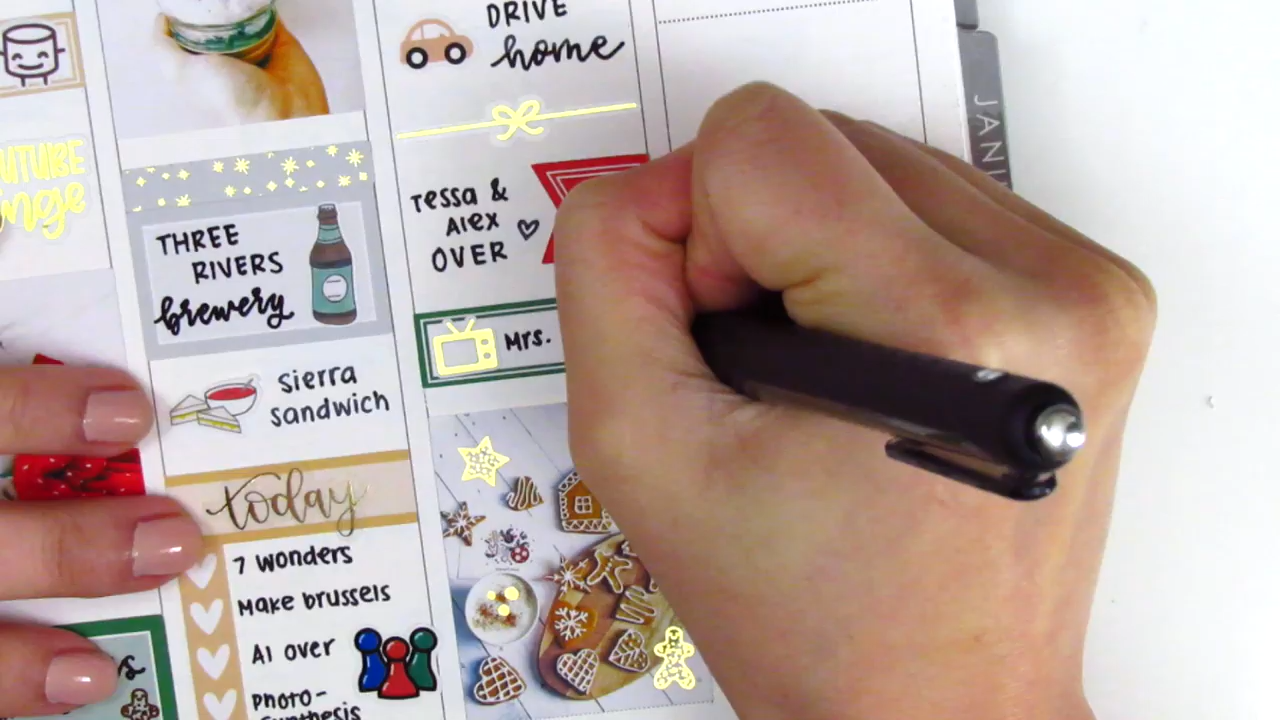 DRIVE
home
JAN
THREE
RIVERS
brewery
Tessa &
Alex
OVER
Mrs.
sierra
sandwich
today
7 wonders
Make brussels
Al over
Photo-
synthesis